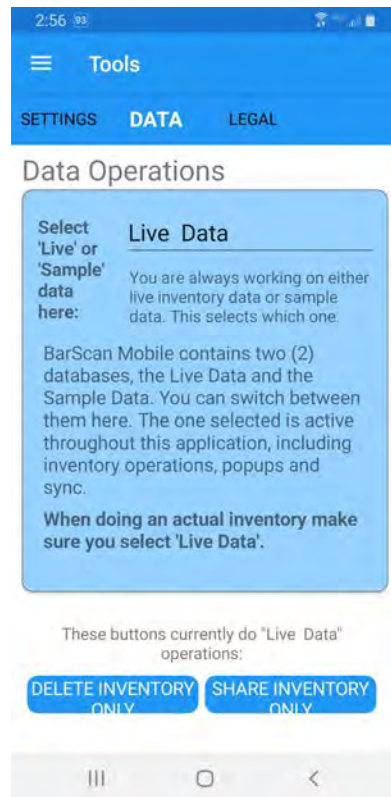 2:56 93
Tools
SETTINGS DATA LEGAL
Data Operations
Select
'Live' or
'Sample'
data
here:
Live Data
You are always working on either
live inventory data or sample
data. This selects which one.
BarScan Mobile contains two (2)
databases, the Live Data and the
Sample Data. You can switch between
them here. The one selected is active
throughout this application, including
inventory operations, popups and
sync.
When doing an actual inventory make
sure you select 'Live Data'.
These buttons currently do "Live Data"
operations:
DELETE INVENTORY
ONLY
SHARE INVENTORY
ONLY